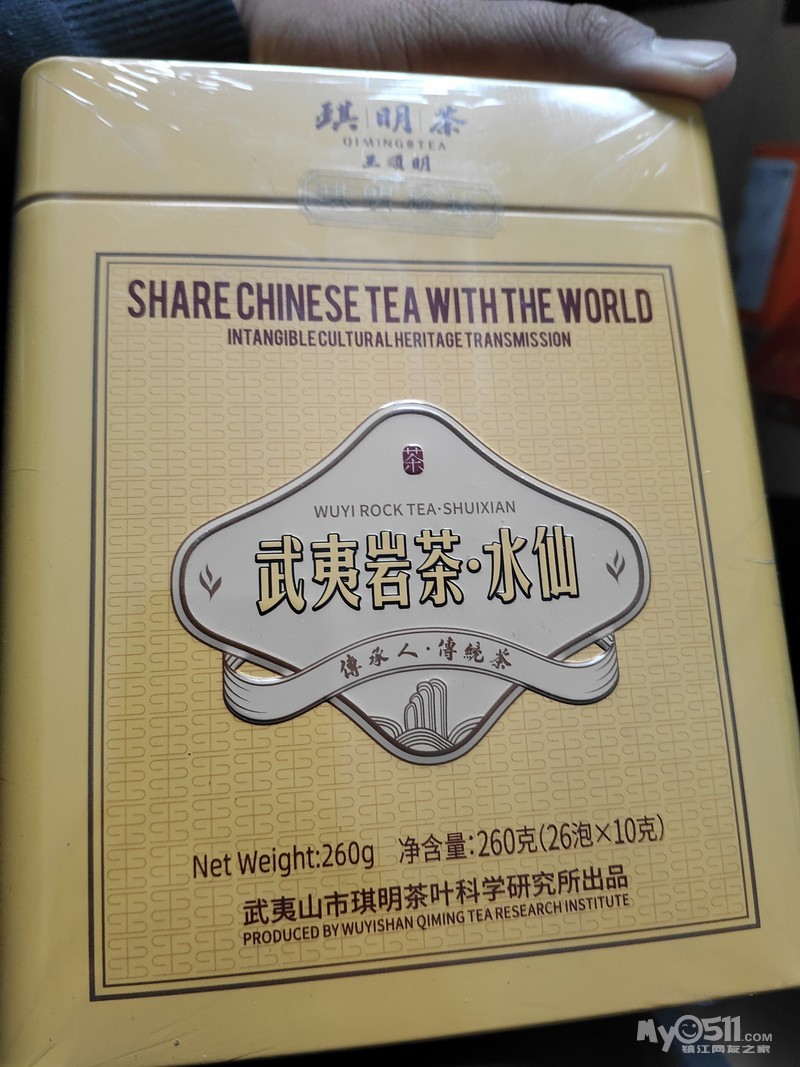 琪明茶
QIMING®TEA
王顺明
SHARE CHINESE TEA WITH THE WORLD
INTANGIBLE CULTURAL HERITAGE TRANSMISSION
茶
WUYI ROCK TEA·SHUIXIAN
武夷岩茶·水仙
傳承人·傳統茶
Net Weight:260g 净含量:260克(26泡×10克)
武夷山市琪明茶叶科学研究所出品
PRODUCED BY WUYISHAN QIMING TEA RESEARCH INSTITUTE
My0511.COM
镇江网友之家